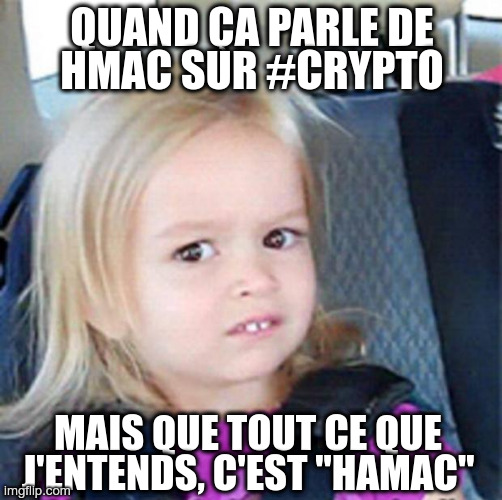 QUAND CA PARLE DE
HMAC SUR #CRYPTO
MAIS QUE TOUT CE QUE
J'ENTENDS, C'EST "HAMAC"
imgflip.com